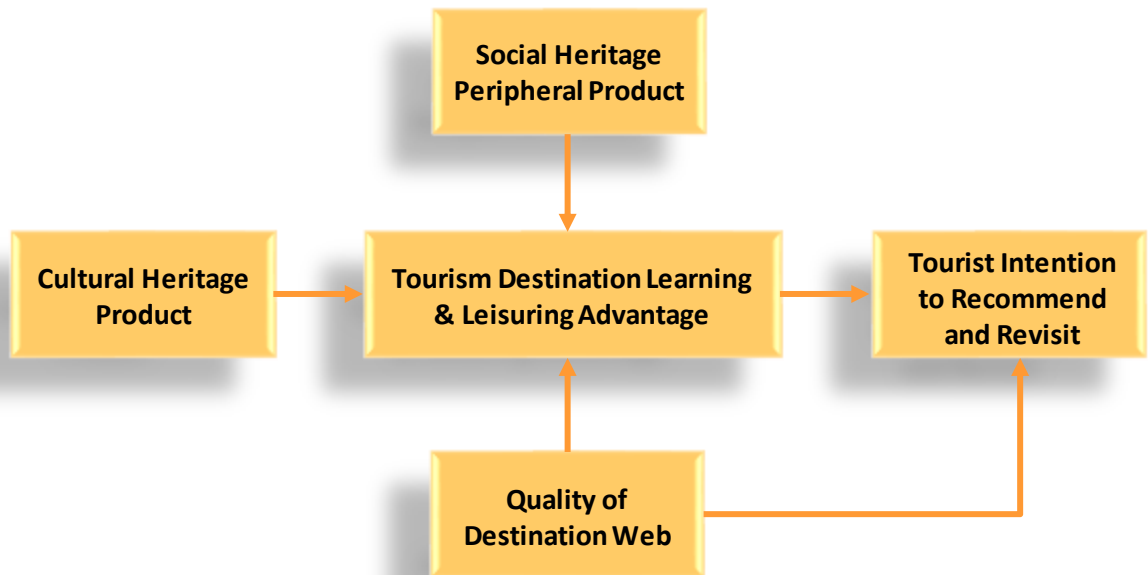 Social Heritage
Peripheral Product
Cultural Heritage
Product
Tourism Destination Learning
& Leisuring Advantage
Tourist Intention
to Recommend
and Revisit
Quality of
Destination Web